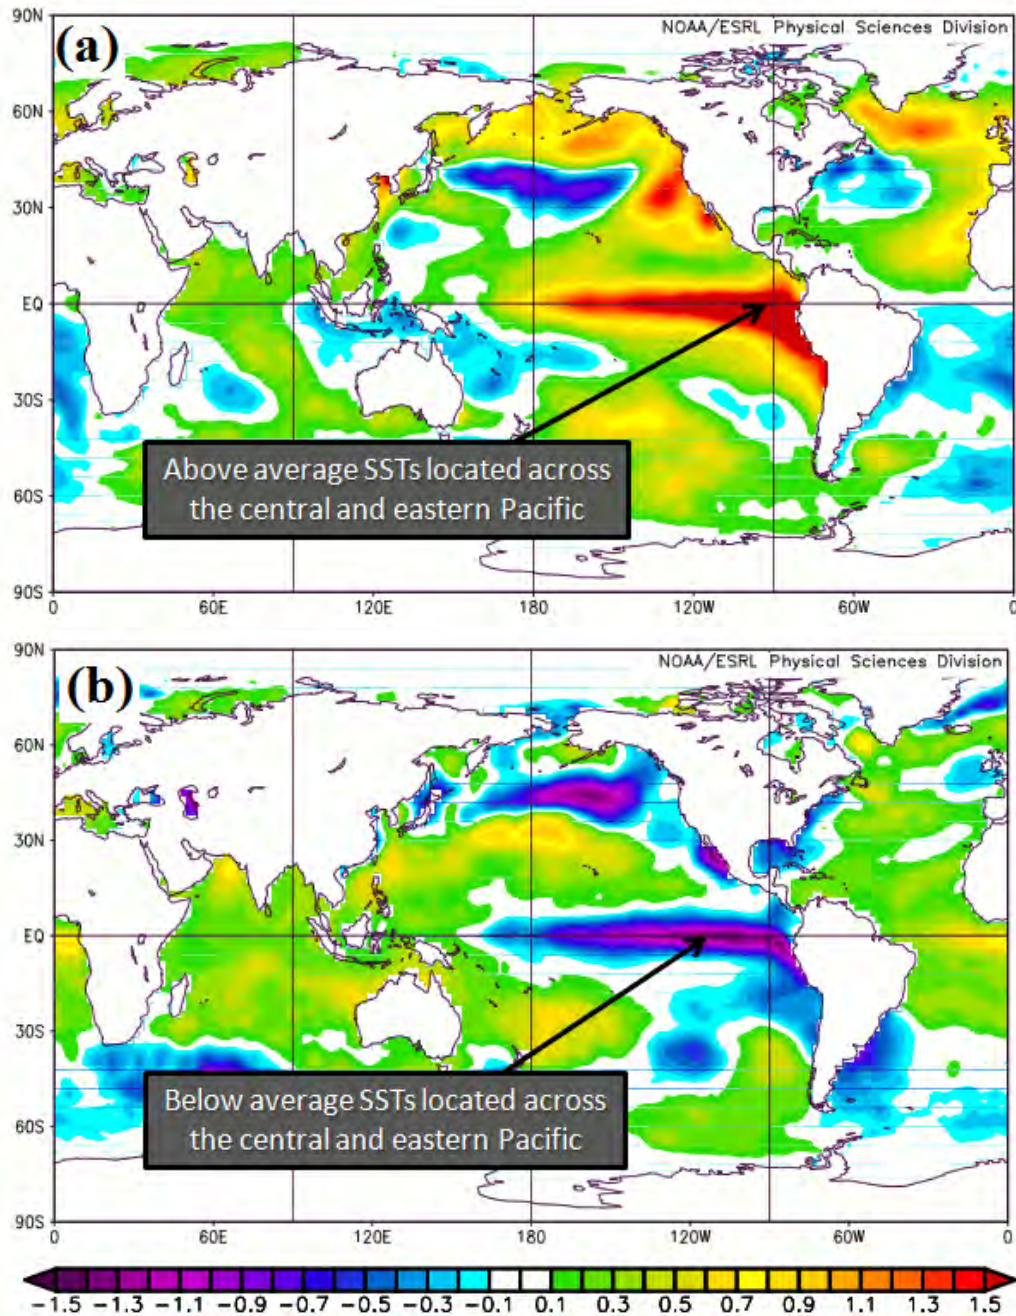 90N
(a)
NOAA/ESRL Physical Sciences Division
60N
30N
EQ
30S
60S
90S
Above average SSTs located across
the central and eastern Pacific
0 60E 120E 180 120W 60W 0
90N
(b)
NOAA/ESRL Physical Sciences Division
60N
30N
EQ
30S
60S
90S
Below average SSTs located across
the central and eastern Pacific
0 60E 120E 180 120W 60W 0
-1.5 -1.3 -1.1 -0.9 -0.7 -0.5 -0.3 -0.1 0.1 0.3 0.5 0.7 0.9 1.1 1.3 1.5